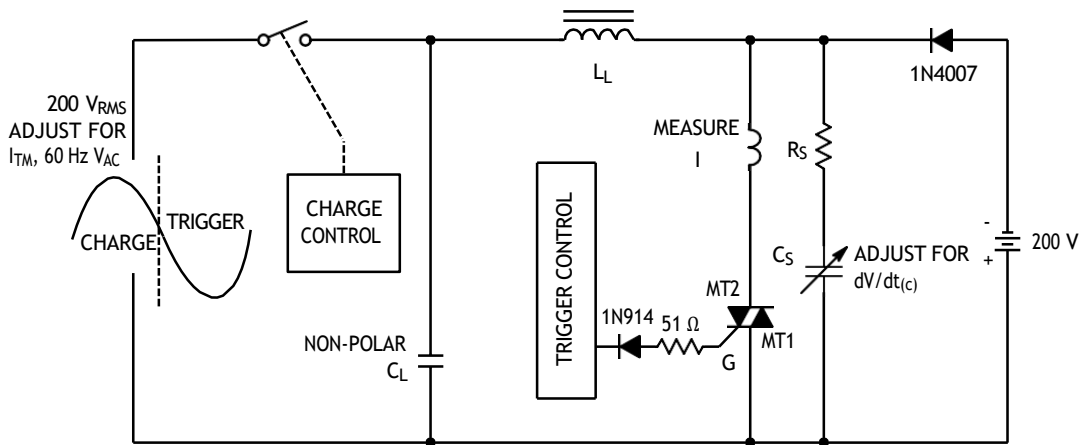 200 VRMS
ADJUST FOR
ITM, 60 Hz VAC
CHARGE
TRIGGER
CHARGE
CONTROL
NON-POLAR
CL
LL
MEASURE
I
TRIGGER CONTROL
1N914
51 Ω
G
MT2
MT1
RS
CS
ADJUST FOR
dV/dt(c)
1N4007
-
+
200 V